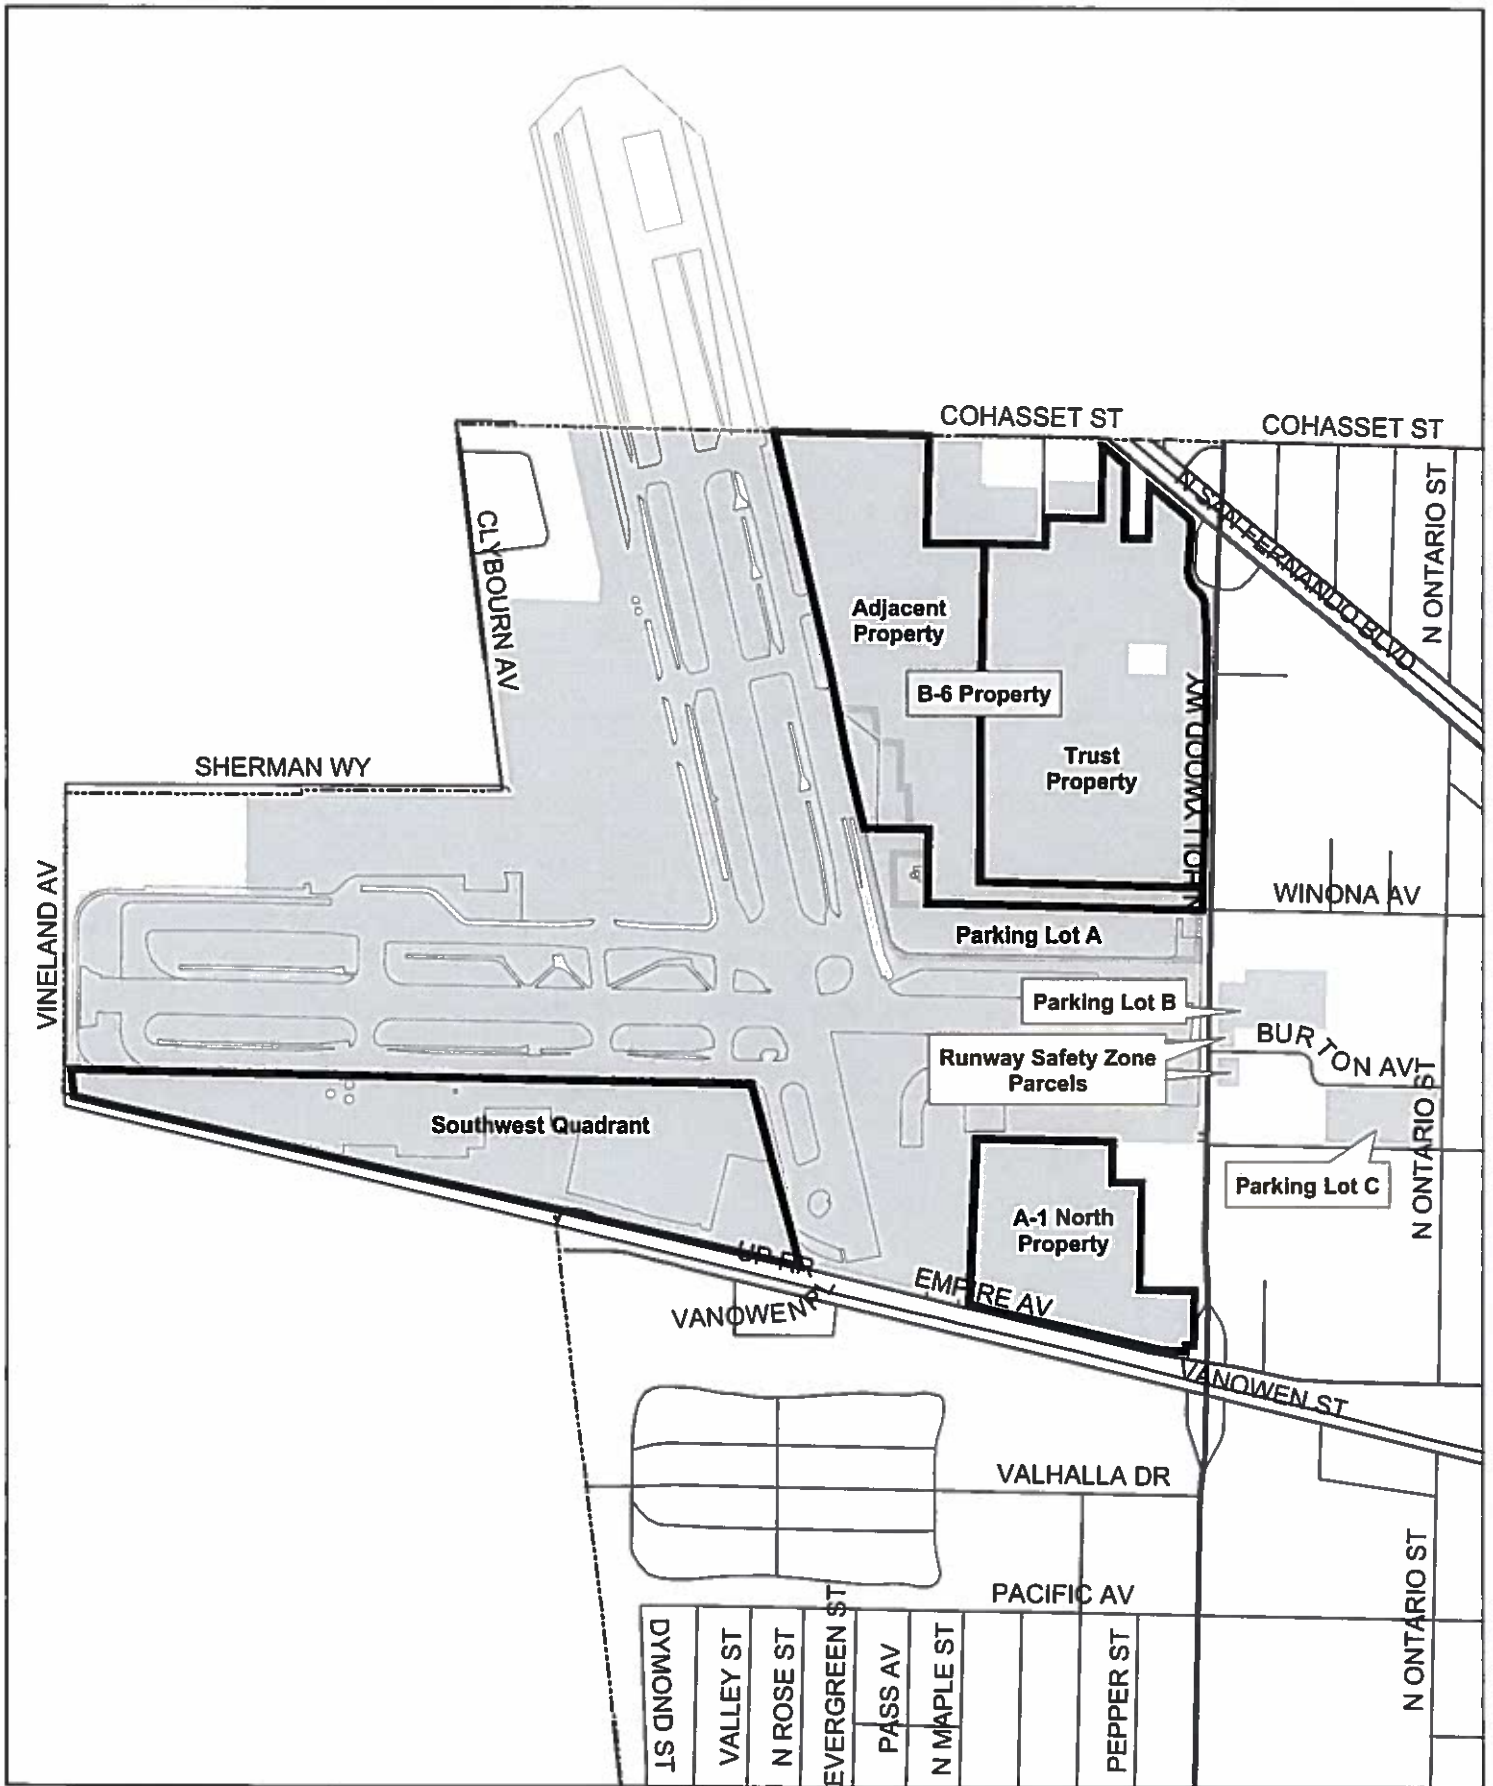 COHASSET ST
COHASSET ST
N SAN FERNANDO BLVD
N ONTARIO ST
CLYBOURN AV
Adjacent
Property
B-6 Property
Trust
Property
N HOLLYWOOD WY
SHERMAN WY
VINELAND AV
WINONA AV
Parking Lot A
Parking Lot B
BURTON AV
Runway Safety Zone
Parcels
N ONTARIO ST
Southwest Quadrant
Parking Lot C
A-1 North
Property
UP RR
EMPIRE AV
VANOWEN PL
VANOWEN ST
VALHALLA DR
PACIFIC AV
DYMOND ST
VALLEY ST
N ROSE ST
EVERGREEN ST
PASS AV
N MAPLE ST
PEPPER ST
N ONTARIO ST